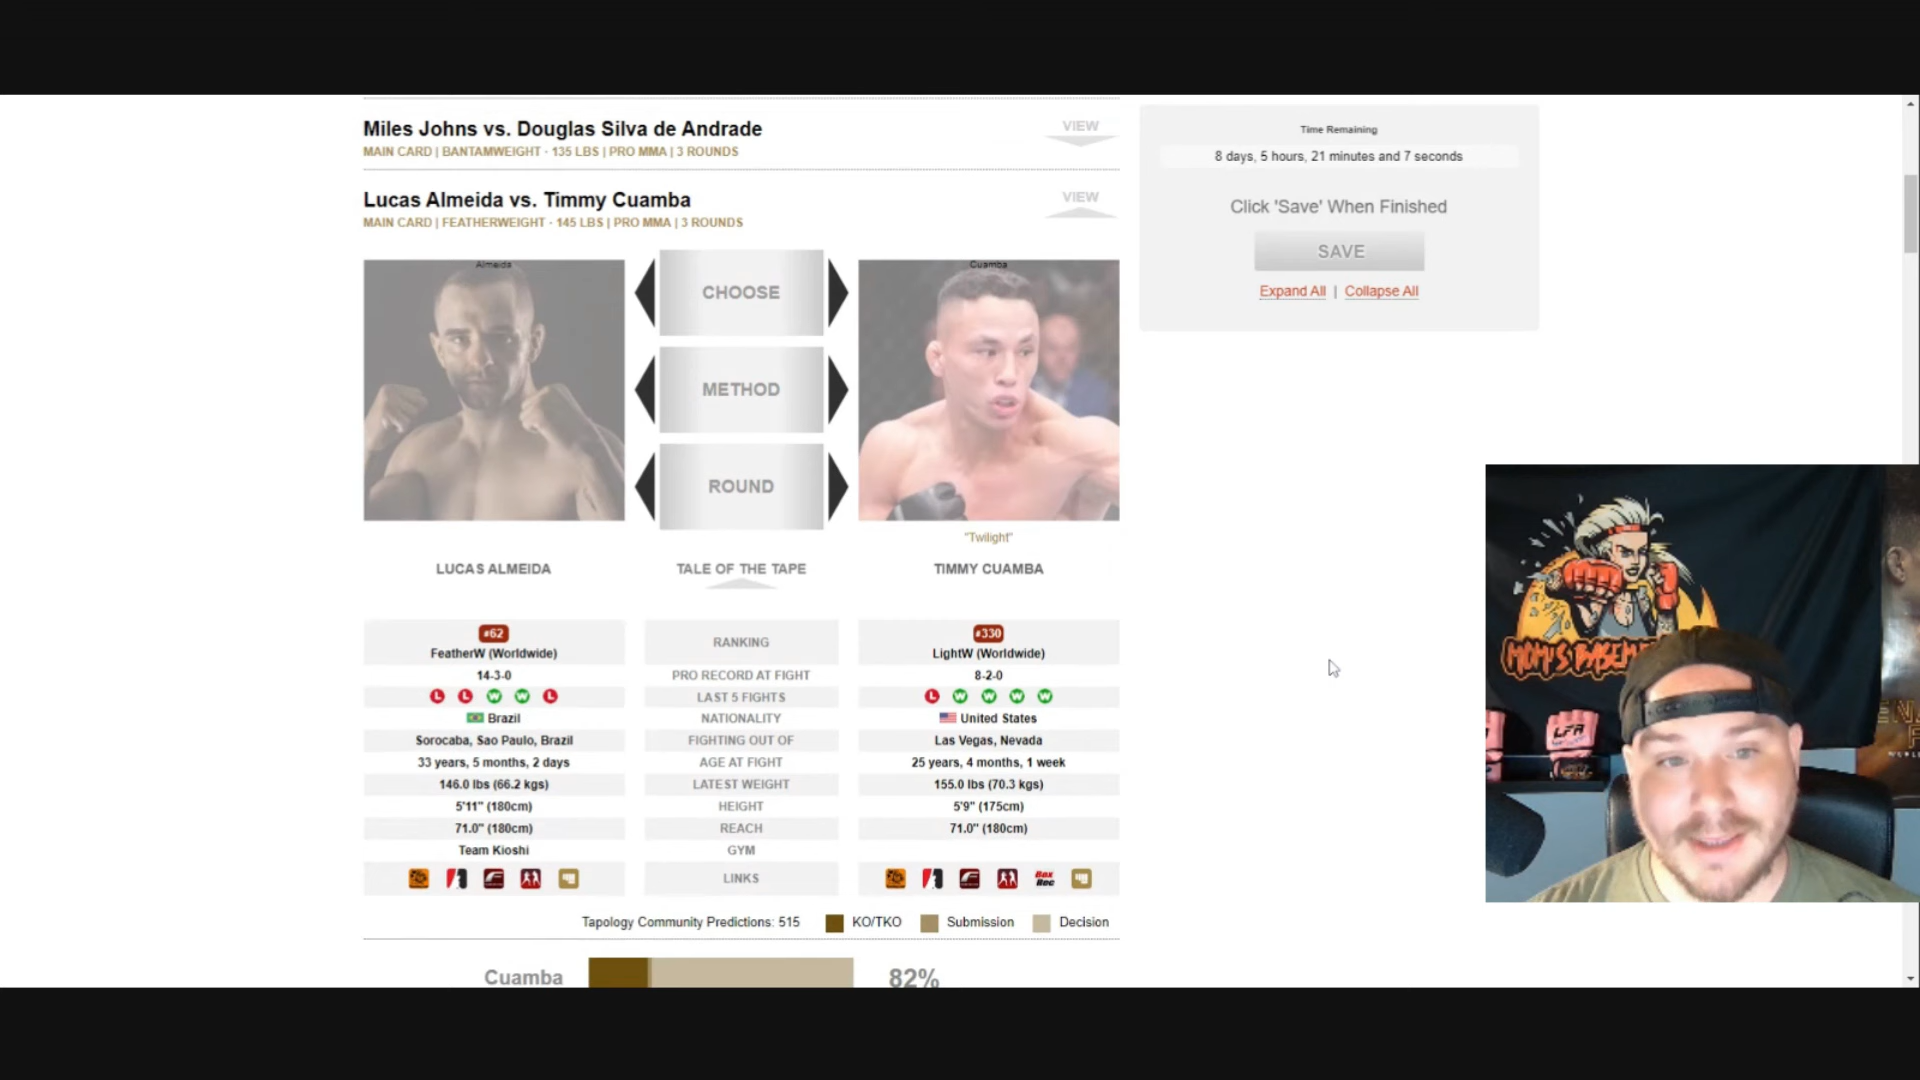 Miles Johns vs. Douglas Silva de Andrade
VIEW
MAIN CARD | BANTAMWEIGHT · 135 LBS | PRO MMA | 3 ROUNDS
Lucas Almeida vs. Timmy Cuamba
VIEW
MAIN CARD | FEATHERWEIGHT · 145 LBS | PRO MMA | 3 ROUNDS
Time Remaining
8 days, 5 hours, 21 minutes and 7 seconds
Click 'Save' When Finished
SAVE
Expand All | Collapse All
Almeida
Cuamba
CHOOSE
METHOD
ROUND
"Twilight"
LUCAS ALMEIDA TALE OF THE TAPE TIMMY CUAMBA
#62 RANKING #330
FeatherW (Worldwide) LightW (Worldwide)
14-3-0 PRO RECORD AT FIGHT 8-2-0
L L W W L LAST 5 FIGHTS L W W W W
Brazil NATIONALITY United States
Sorocaba, Sao Paulo, Brazil FIGHTING OUT OF Las Vegas, Nevada
33 years, 5 months, 2 days AGE AT FIGHT 25 years, 4 months, 1 week
146.0 lbs (66.2 kgs) LATEST WEIGHT 155.0 lbs (70.3 kgs)
5'11" (180cm) HEIGHT 5'9" (175cm)
71.0" (180cm) REACH 71.0" (180cm)
Team Kioshi GYM
LINKS
Box Rec
Tapology Community Predictions: 515 KO/TKO Submission Decision
Cuamba 82%
MOM'S
LFA